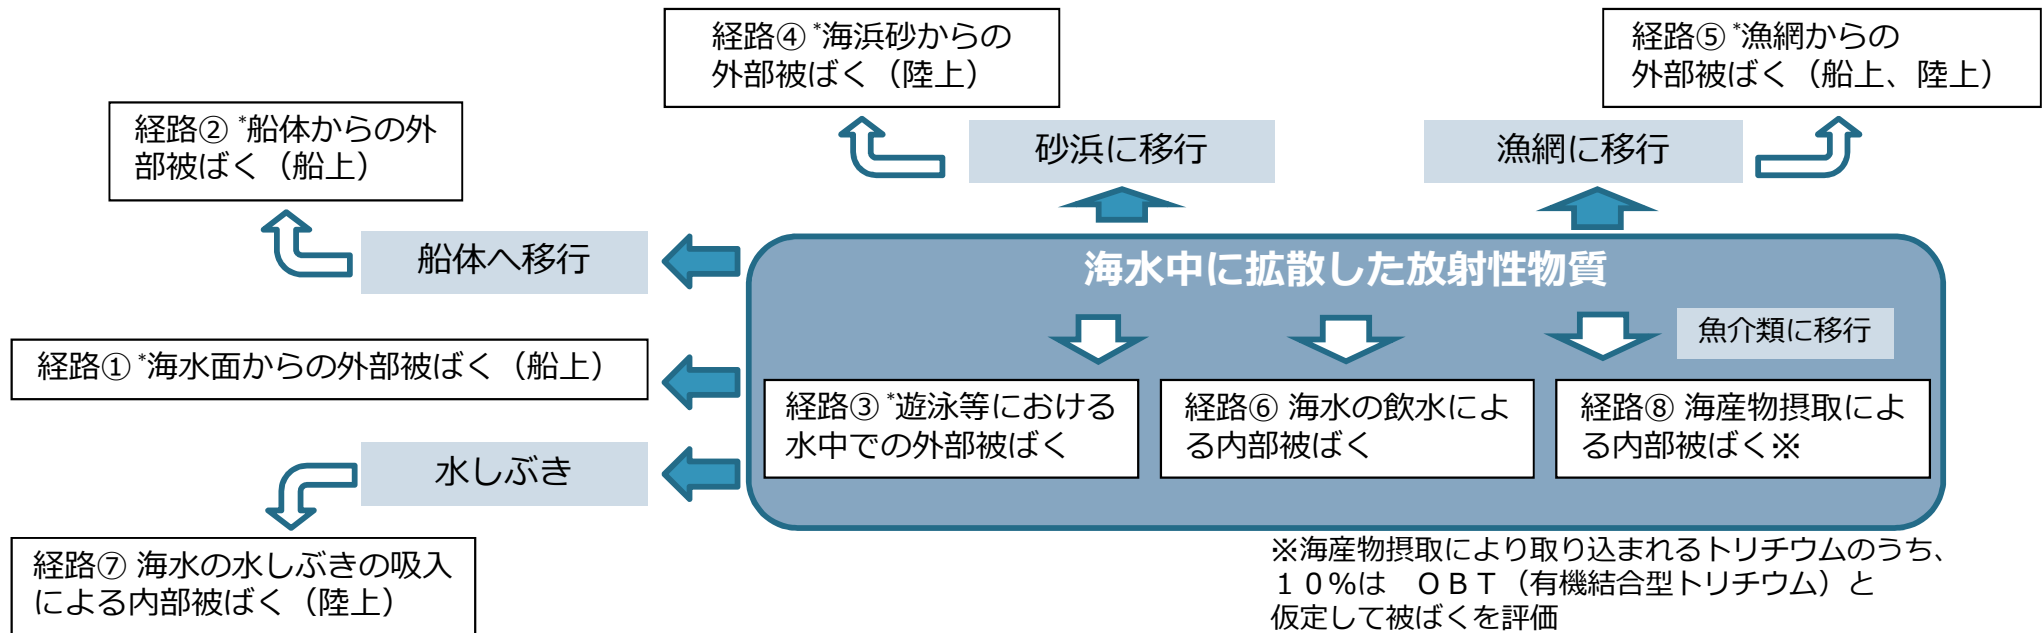 経路④ *海浜砂からの
外部被ばく（陸上）
経路⑤ *漁網からの
外部被ばく（船上、陸上）
経路② *船体からの外
部被ばく（船上）
砂浜に移行
漁網に移行
船体へ移行
海水中に拡散した放射性物質
魚介類に移行
経路① *海水面からの外部被ばく（船上）
経路③ *遊泳等における
水中での外部被ばく
経路⑥ 海水の飲水によ
る内部被ばく
経路⑧ 海産物摂取によ
る内部被ばく※
水しぶき
経路⑦ 海水の水しぶきの吸入
による内部被ばく（陸上）
※海産物摂取により取り込まれるトリチウムのうち、
１０％は　ＯＢＴ（有機結合型トリチウム）と
仮定して被ばくを評価